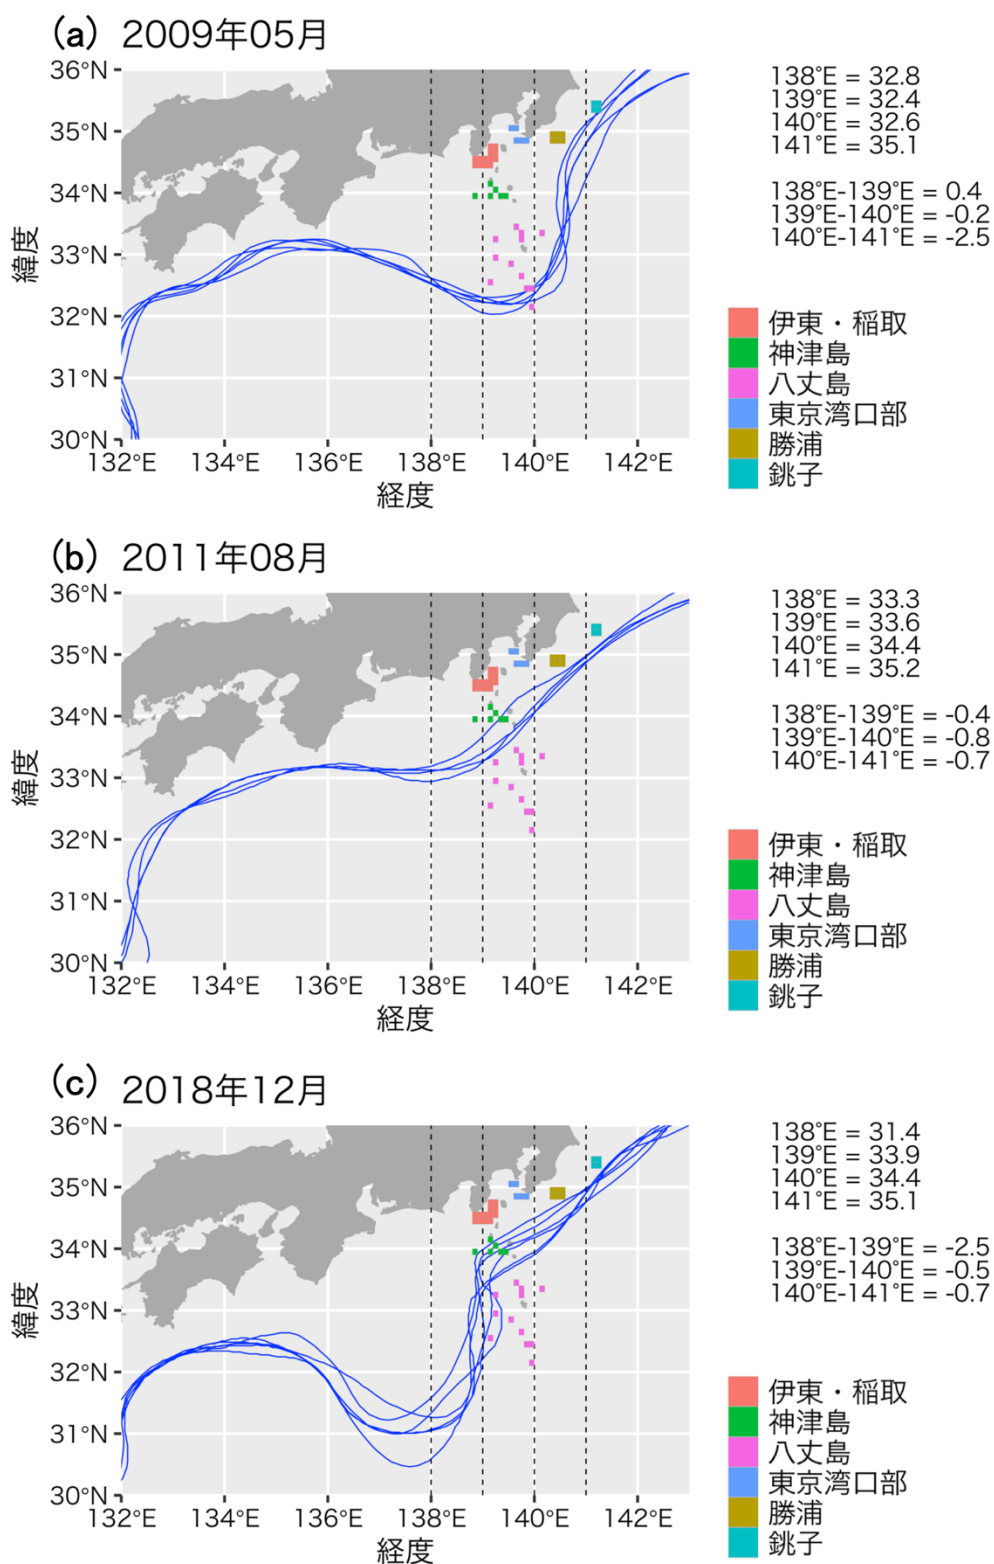 (a) 2009年05月
36°N
35°N
34°N
33°N
32°N
31°N
30°N
緯度
132°E 134°E 136°E 138°E 140°E 142°E
経度
138°E = 32.8
139°E = 32.4
140°E = 32.6
141°E = 35.1
138°E-139°E = 0.4
139°E-140°E = -0.2
140°E-141°E = -2.5
伊東・稲取
神津島
八丈島
東京湾口部
勝浦
銚子
(b) 2011年08月
36°N
35°N
34°N
33°N
32°N
31°N
30°N
緯度
132°E 134°E 136°E 138°E 140°E 142°E
経度
138°E = 33.3
139°E = 33.6
140°E = 34.4
141°E = 35.2
138°E-139°E = -0.4
139°E-140°E = -0.8
140°E-141°E = -0.7
伊東・稲取
神津島
八丈島
東京湾口部
勝浦
銚子
(c) 2018年12月
36°N
35°N
34°N
33°N
32°N
31°N
30°N
緯度
132°E 134°E 136°E 138°E 140°E 142°E
経度
138°E = 31.4
139°E = 33.9
140°E = 34.4
141°E = 35.1
138°E-139°E = -2.5
139°E-140°E = -0.5
140°E-141°E = -0.7
伊東・稲取
神津島
八丈島
東京湾口部
勝浦
銚子